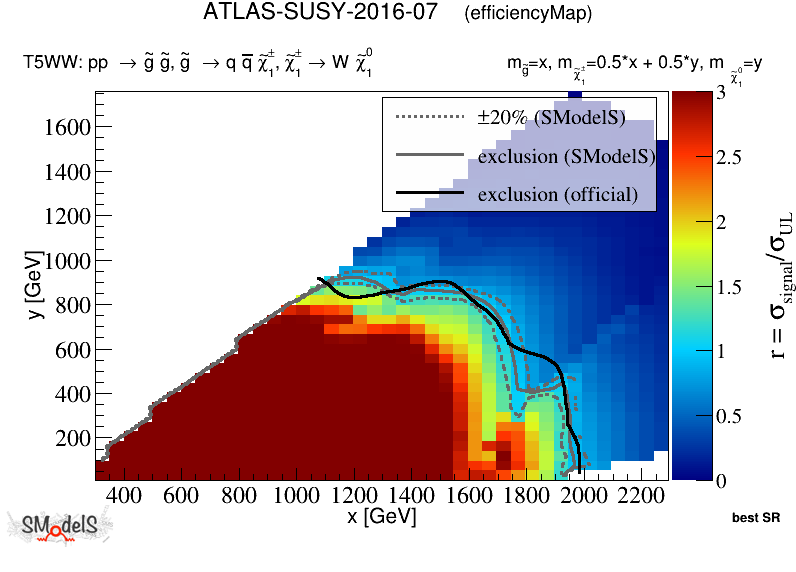 ATLAS-SUSY-2016-07 (efficiencyMap)
T5WW: pp → g̃ g̃, g̃ → q q̅ χ̃₁±, χ̃₁± → W χ̃₁⁰
m_g̃=x, m_χ̃₁±=0.5*x + 0.5*y, m_χ̃₁⁰=y
±20% (SModelS)
exclusion (SModelS)
exclusion (official)
1600
1400
1200
1000
800
600
400
200
y [GeV]
400 600 800 1000 1200 1400 1600 1800 2000 2200
x [GeV]
3
2.5
2
1.5
1
0.5
0
r = σ_signal/σ_UL
SModelS
best SR